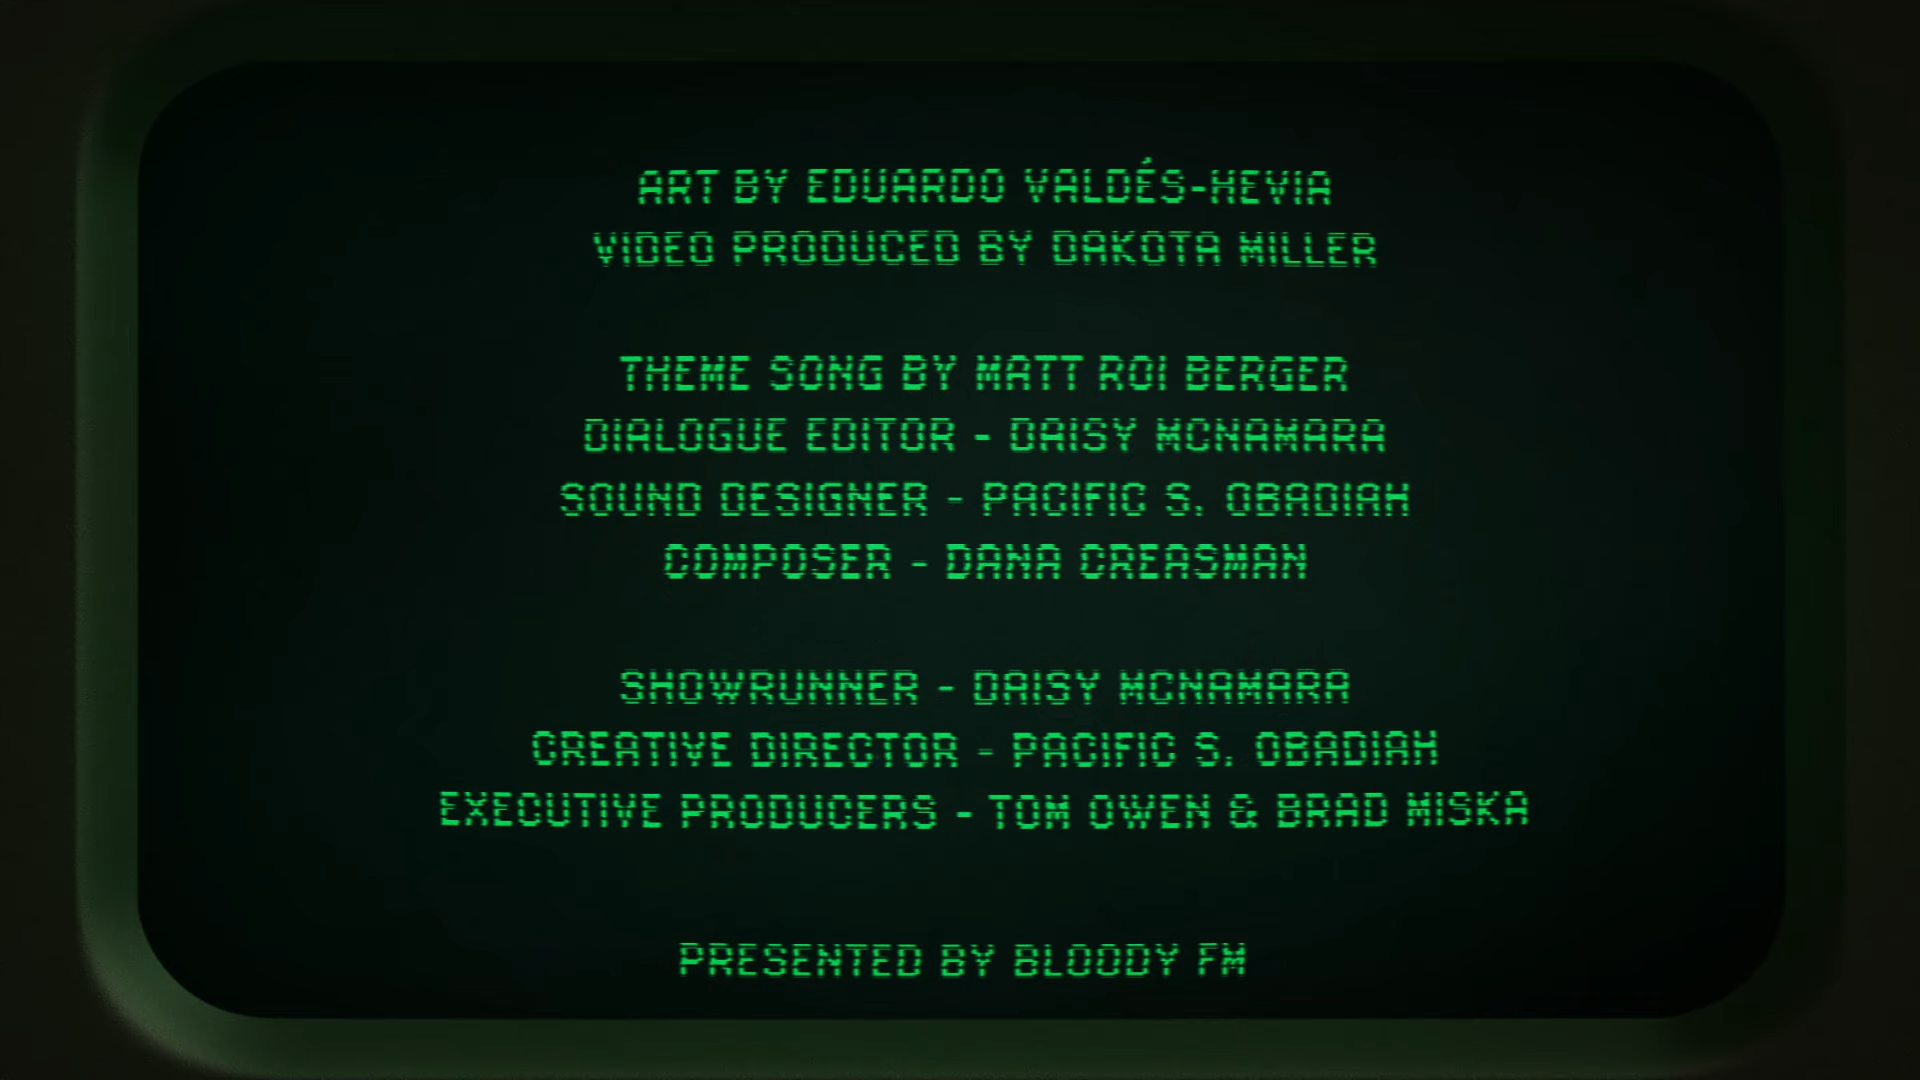 ART BY EDUARDO VALDÉS-HEVIA
VIDEO PRODUCED BY DAKOTA MILLER
THEME SONG BY MATT ROI BERGER
DIALOGUE EDITOR - DAISY MCNAMARA
SOUND DESIGNER - PACIFIC S. OBADIAH
COMPOSER - DANA CREASMAN
SHOWRUNNER - DAISY MCNAMARA
CREATIVE DIRECTOR - PACIFIC S. OBADIAH
EXECUTIVE PRODUCERS - TOM OWEN & BRAD MISKA
PRESENTED BY BLOODY FM